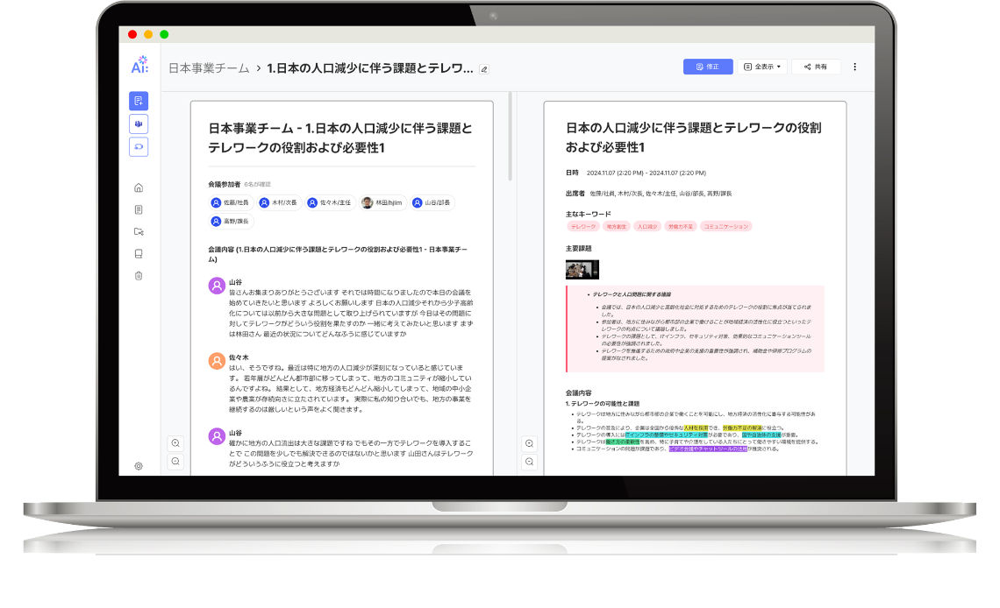 Ai:
日本事業チーム › 1.日本の人口減少に伴う課題とテレワ...
修正
全表示
共有
日本事業チーム - 1.日本の人口減少に伴う課題と
テレワークの役割および必要性1
会議参加者 6名が確認
佐藤/社員
木村/次長
佐々木/主任
林田/hjlim
山谷/部長
高野/課長
会議内容 (1.日本の人口減少に伴う課題とテレワークの役割および必要性1 - 日本事業チー
ム)
山谷
皆さんお集まりありがとうございます それでは時間になりましたので本日の会議を
始めていきたいと思います よろしくお願いします 日本の人口減少それから少子高齢
化については以前から大きな問題として取り上げられていますが 今日はその問題に
対してテレワークがどういう役割を果たすのか 一緒に考えてみたいと思います まず
は林田さん 最近の状況についてどんなふうに感じていますか
佐々木
はい、そうですね。最近は特に地方の人口減少が深刻になっていると感じていま
す。 若年層がどんどん都市部に移ってしまって、地方のコミュニティが縮小してい
るんですよね。 結果として、地方経済もどんどん縮小してしまって、地域の中小企
業や農業が存続向きに立たされています。 実際に私の知り合いでも、地方の事業を
継続するのは厳しいという声をよく聞きます。
山谷
確かに地方の人口流出は大きな課題ですね でもその一方でテレワークを導入するこ
とで この問題を少しでも解決できるのではないかと思います 山田さんはテレワーク
がどういうふうに役立つと考えますか
日本の人口減少に伴う課題とテレワークの役割
および必要性1
日時 2024.11.07 (2:20 PM) - 2024.11.07 (2:20 PM)
出席者 佐藤/社員, 木村/次長, 佐々木/主任, 山谷/部長, 高野/課長
主なキーワード
テレワーク
地方創生
人口減少
労働力不足
コミュニケーション
主要課題
• テレワークと人口問題に関する議論
• 会議では、日本の人口減少と高齢化社会に対処するためのテレワークの役割に焦点が当てられま
した。
• 参加者は、地方に住みながら都市部の企業で働けることが地域経済の活性化に役立つといったテ
レワークの利点について議論しました。
• テレワークの課題として、ITインフラ、セキュリティ対策、効果的なコミュニケーションツール
の必要性が強調されました。
• テレワークを推進するための政府や企業の支援の重要性が強調され、補助金や研修プログラムの
提案がなされました。
会議内容
1. テレワークの可能性と課題
• テレワークは地方に住みながら都市部の企業で働くことを可能にし、地方経済の活性化に寄与する可能性があ
る。
• テレワークの普及により、企業は全国から優秀な人材を採用でき、労働力不足の解消に役立つ。
• テレワークの導入にはITインフラの整備やセキュリティ対策が必要であり、国や自治体の支援が重要。
• テレワークは働き方の柔軟性を高め、特に子育てや介護をしている人たちにとって働きやすい環境を提供する。
• コミュニケーションの問題が課題であり、ビデオ会議やチャットツールの活用が推奨される。